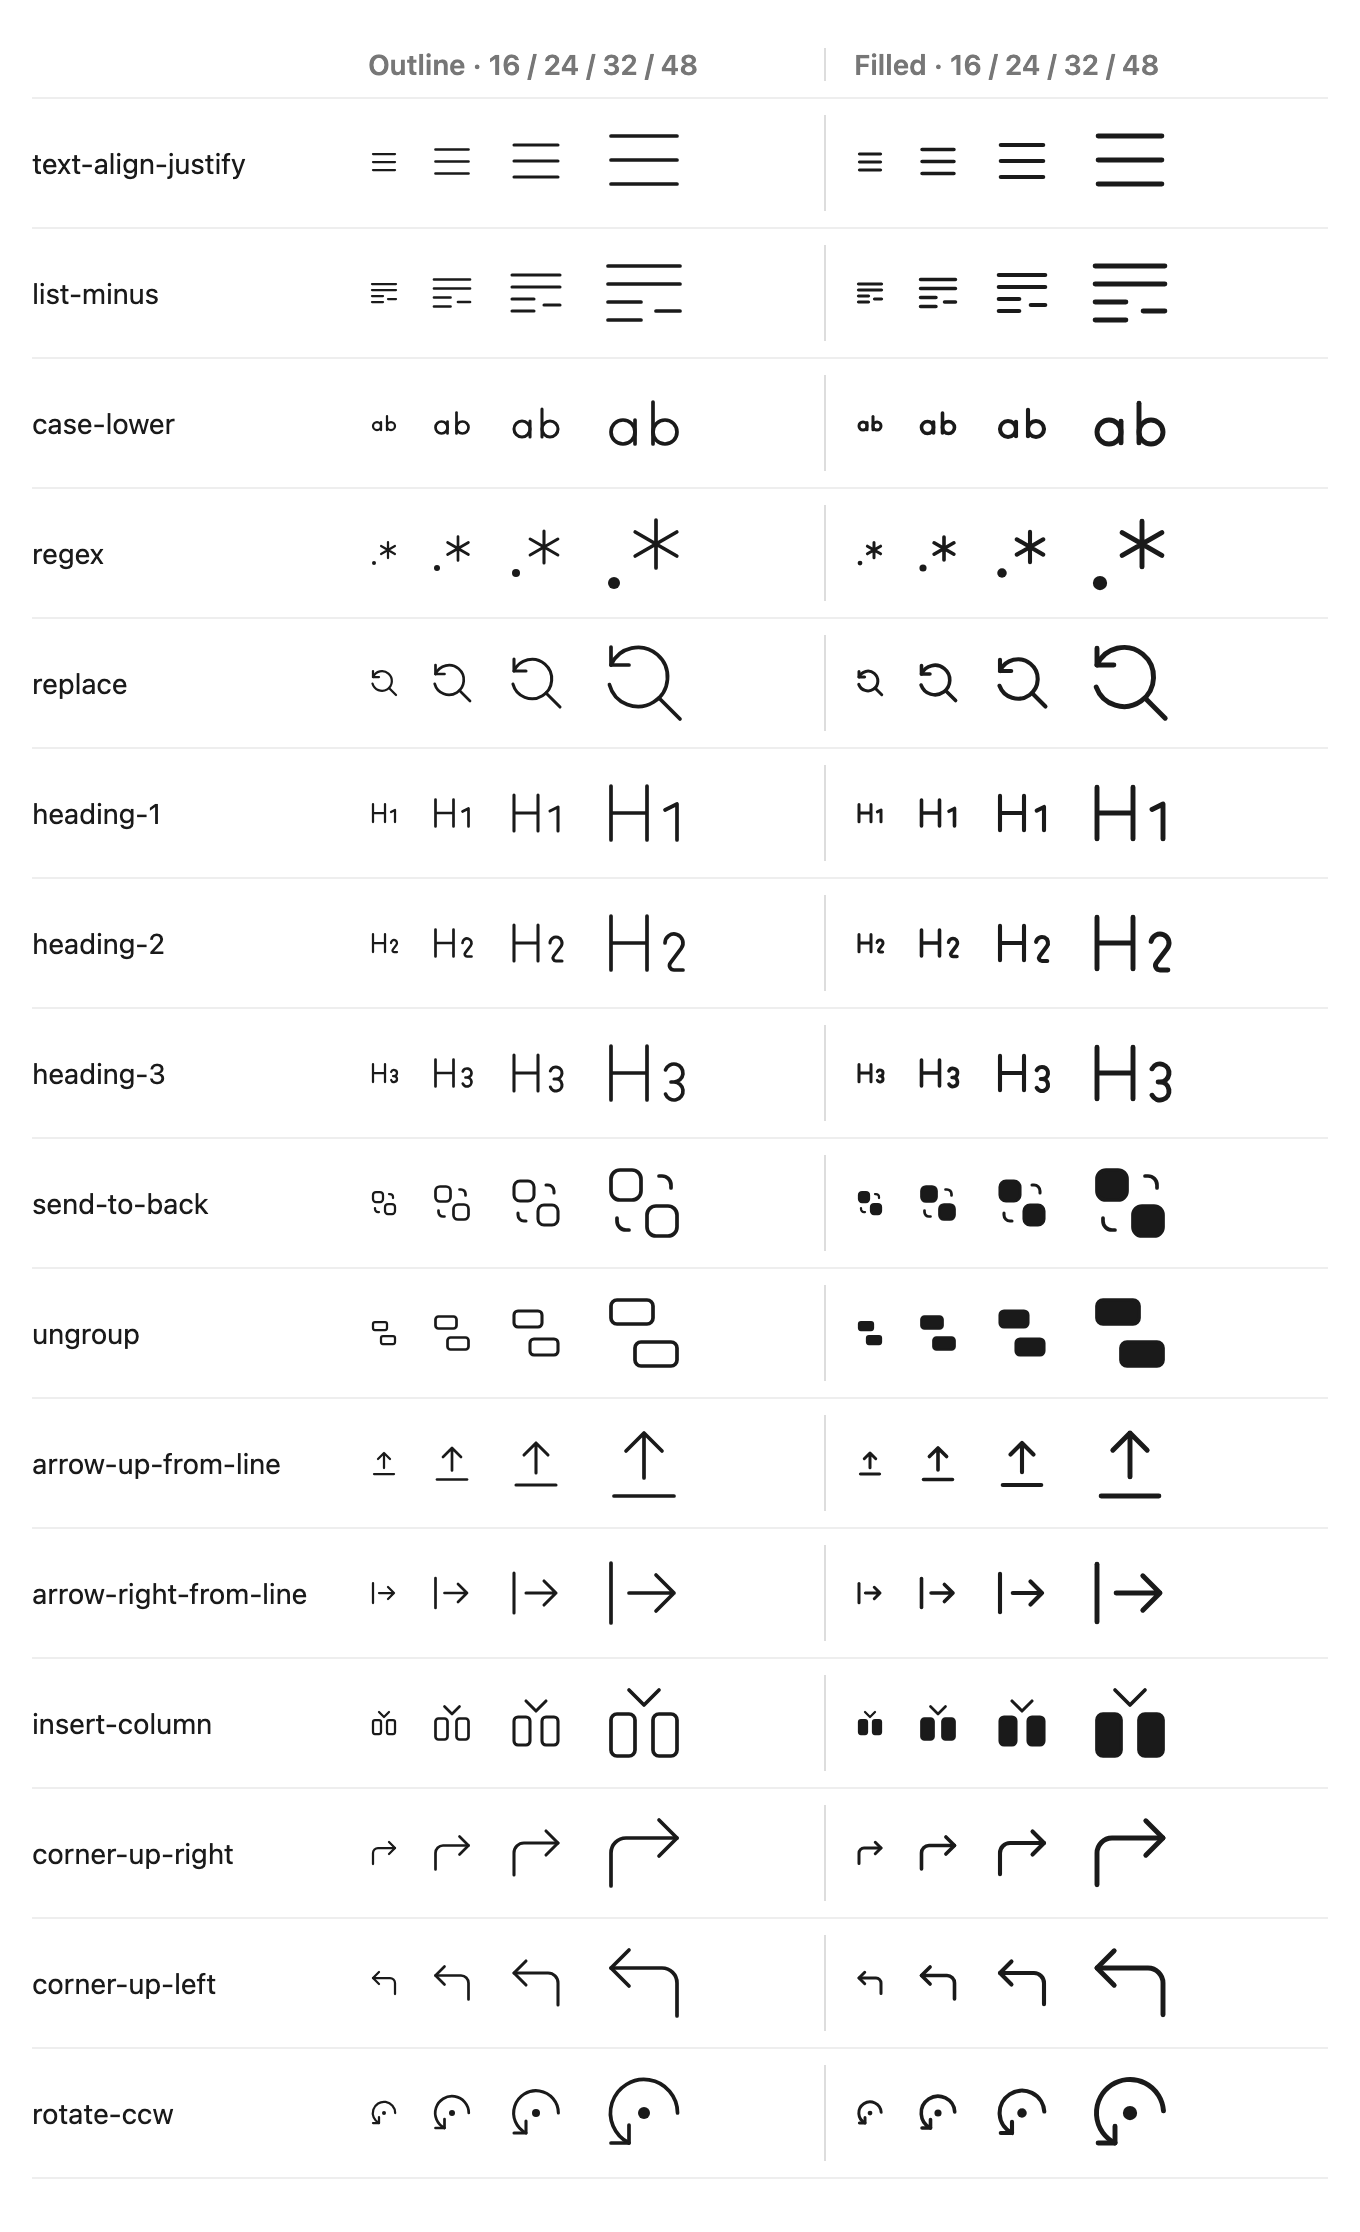 Outline · 16 / 24 / 32 / 48
Filled · 16 / 24 / 32 / 48
text-align-justify
list-minus
case-lower
ab ab ab ab ab ab ab ab
regex
.* .* .* .* .* .* .* .*
replace
heading-1
H1 H1 H1 H1 H1 H1 H1 H1
heading-2
H2 H2 H2 H2 H2 H2 H2 H2
heading-3
H3 H3 H3 H3 H3 H3 H3 H3
send-to-back
ungroup
arrow-up-from-line
arrow-right-from-line
insert-column
corner-up-right
corner-up-left
rotate-ccw